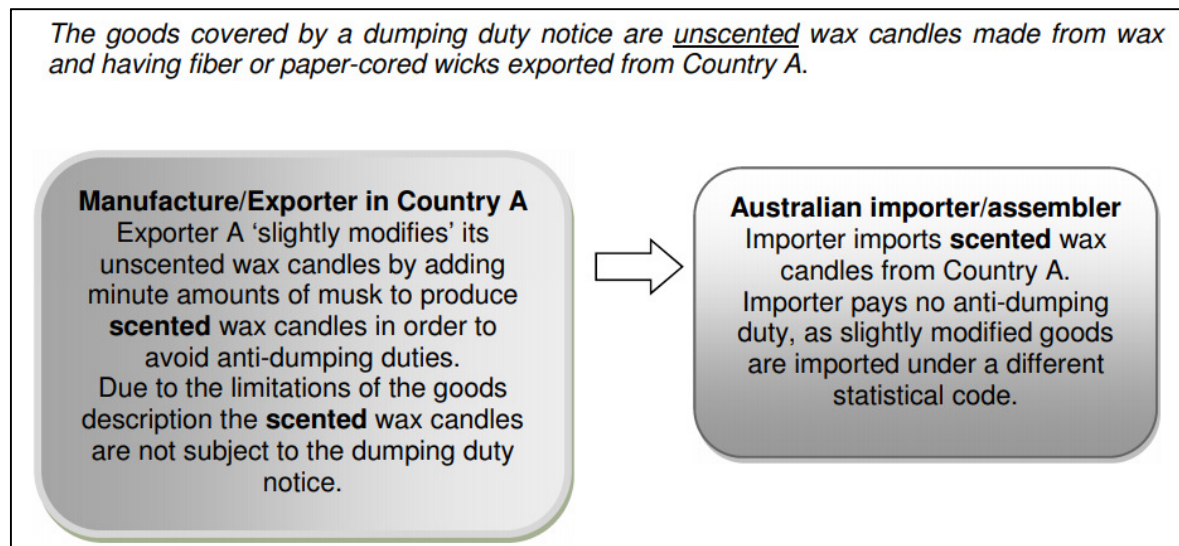 The goods covered by a dumping duty notice are unscented wax candles made from wax
and having fiber or paper-cored wicks exported from Country A.
Manufacture/Exporter in Country A
Exporter A ‘slightly modifies’ its
unscented wax candles by adding
minute amounts of musk to produce
scented wax candles in order to
avoid anti-dumping duties.
Due to the limitations of the goods
description the scented wax candles
are not subject to the dumping duty
notice.
Australian importer/assembler
Importer imports scented wax
candles from Country A.
Importer pays no anti-dumping
duty, as slightly modified goods
are imported under a different
statistical code.